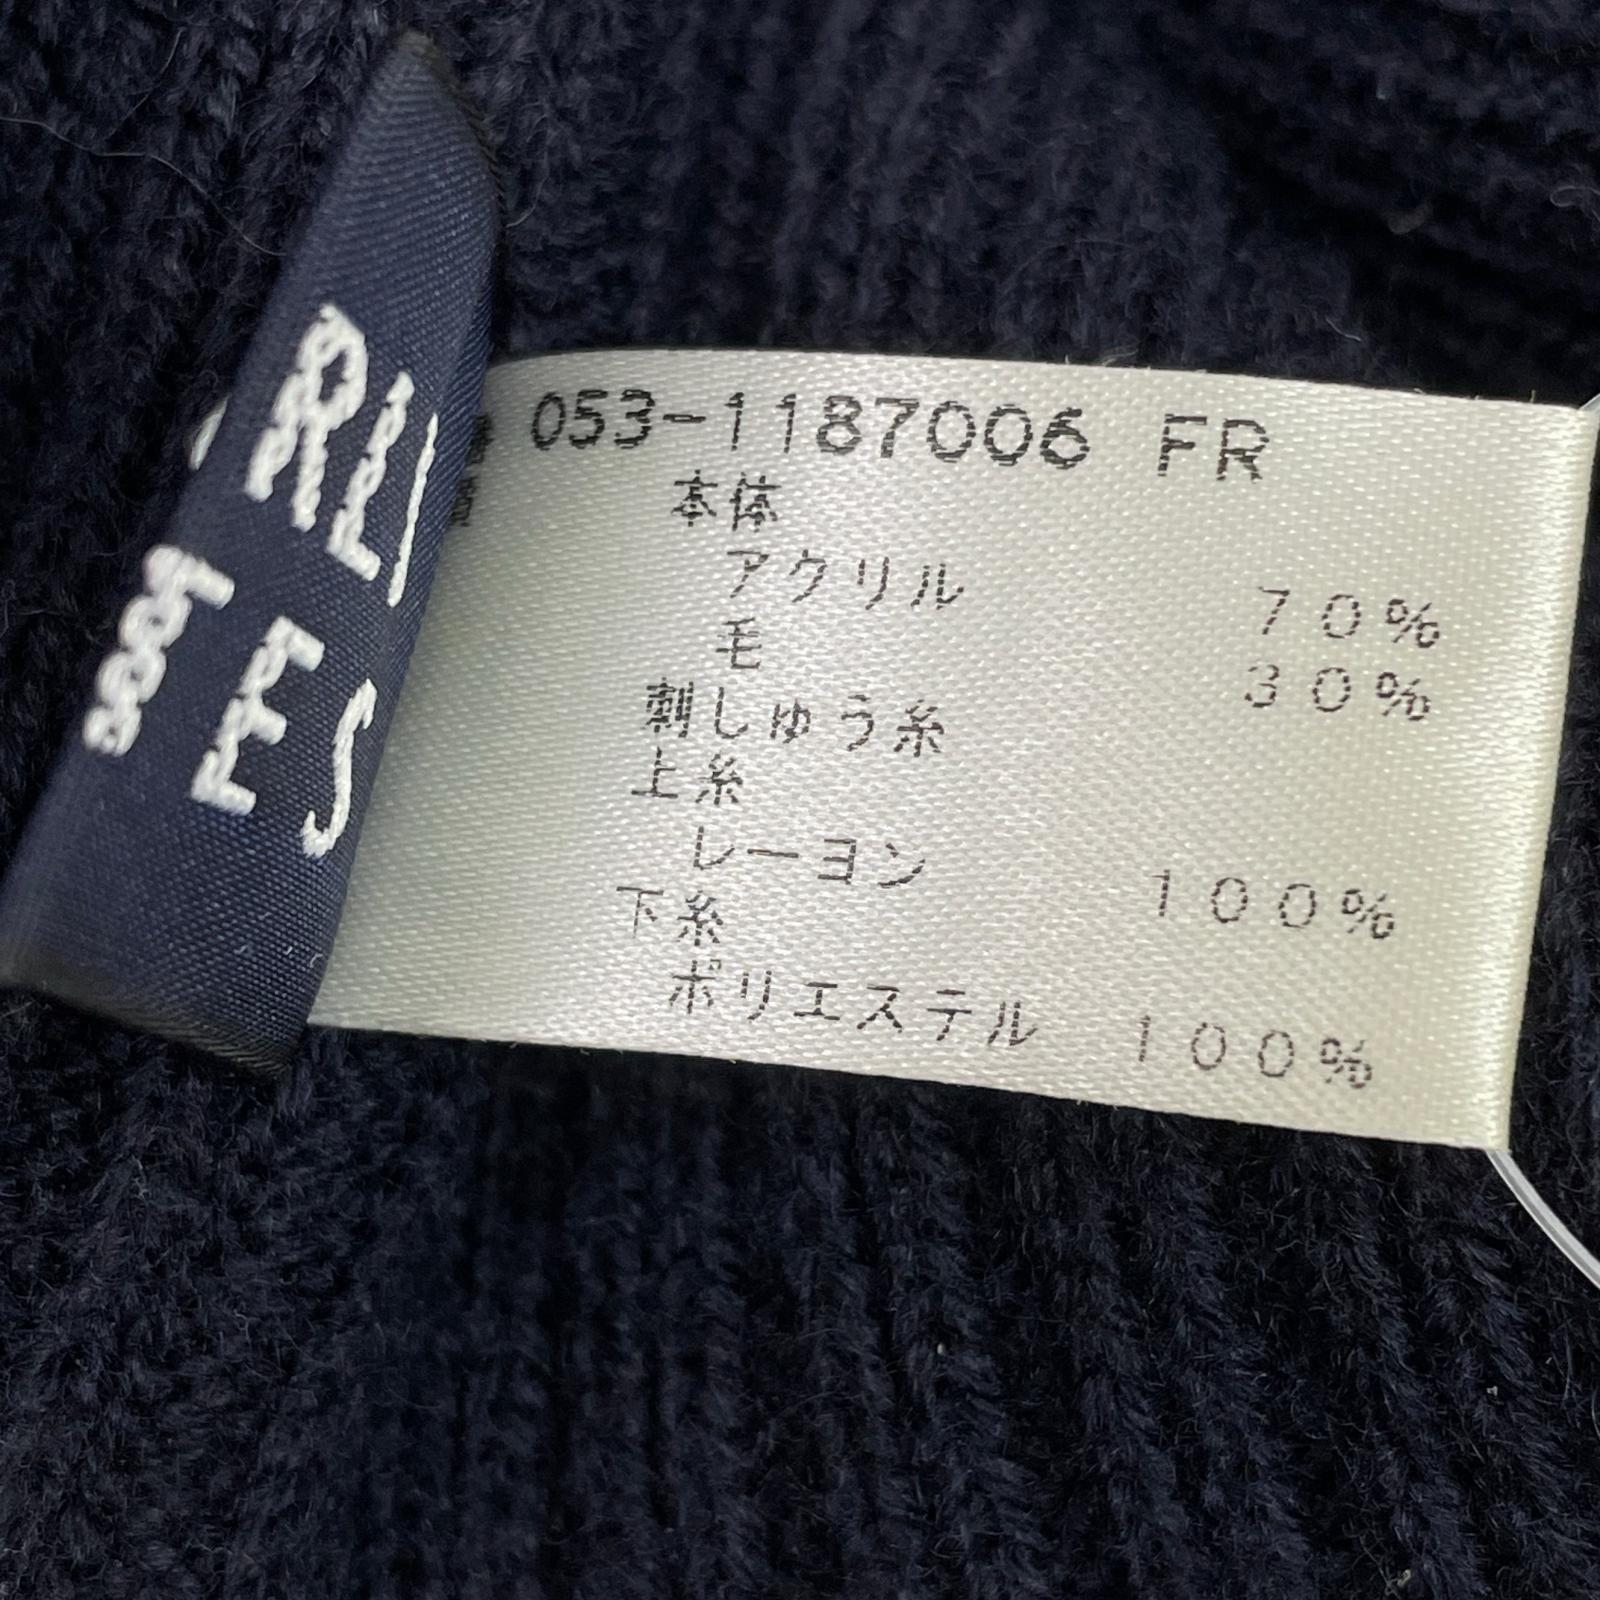 053-1187006 FR
本体
アクリル 70%
毛 30%
刺しゅう糸
上糸
レーヨン 100%
下糸
ポリエステル 100%